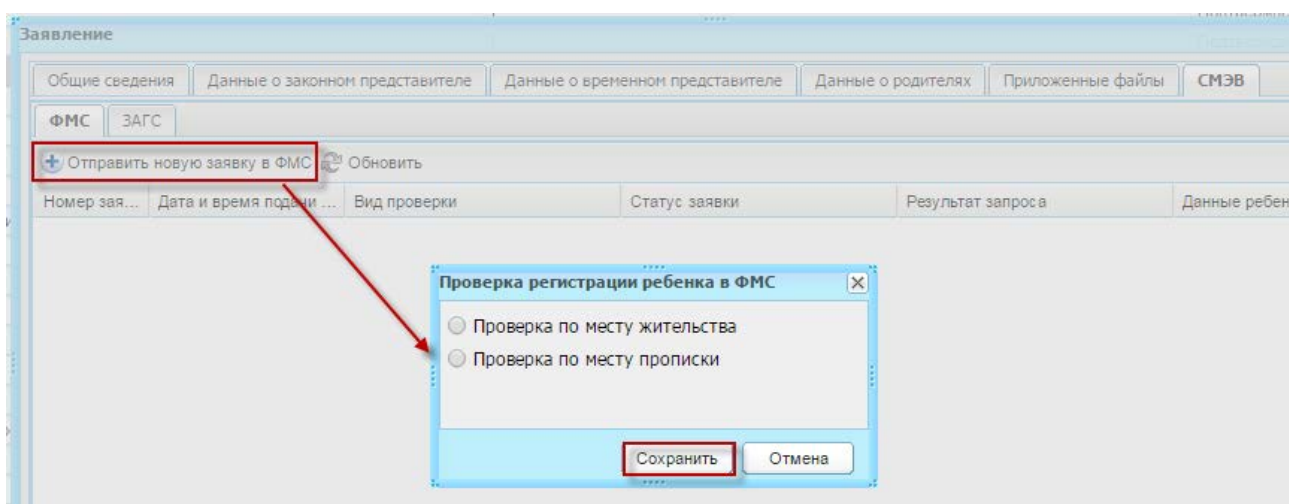 Заявление
Общие сведения Данные о законном представителе Данные о временном представителе Данные о родителях Приложенные файлы СМЭВ
ФМС ЗАГС
Отправить новую заявку в ФМС Обновить
Номер зая... Дата и время подачи ... Вид проверки Статус заявки Результат запроса Данные ребен
Проверка регистрации ребенка в ФМС
Проверка по месту жительства
Проверка по месту прописки
Сохранить Отмена